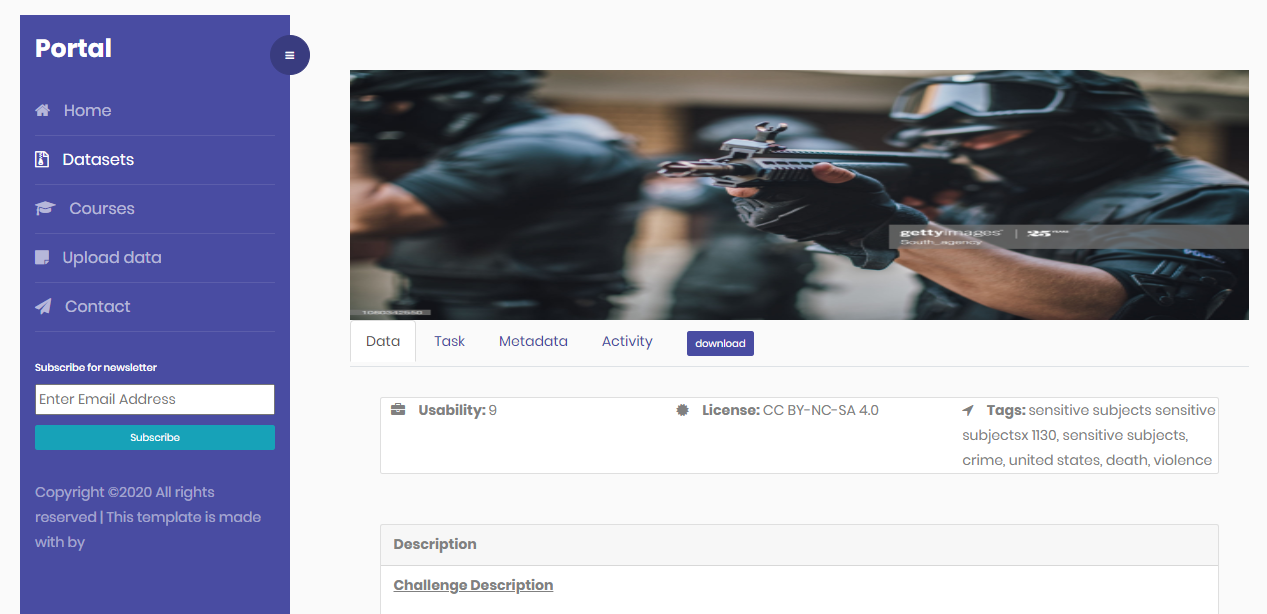 Portal
Home
Datasets
Courses
Upload data
Contact
Subscribe for newsletter
Enter Email Address
Subscribe
Copyright ©2020 All rights
reserved | This template is made
with by
gettyimages® | 25 YEARS
South_agency
1080342550
Data
Task
Metadata
Activity
download
Usability: 9
License: CC BY-NC-SA 4.0
Tags: sensitive subjects sensitive
subjectsx 1130, sensitive subjects,
crime, united states, death, violence
Description
Challenge Description